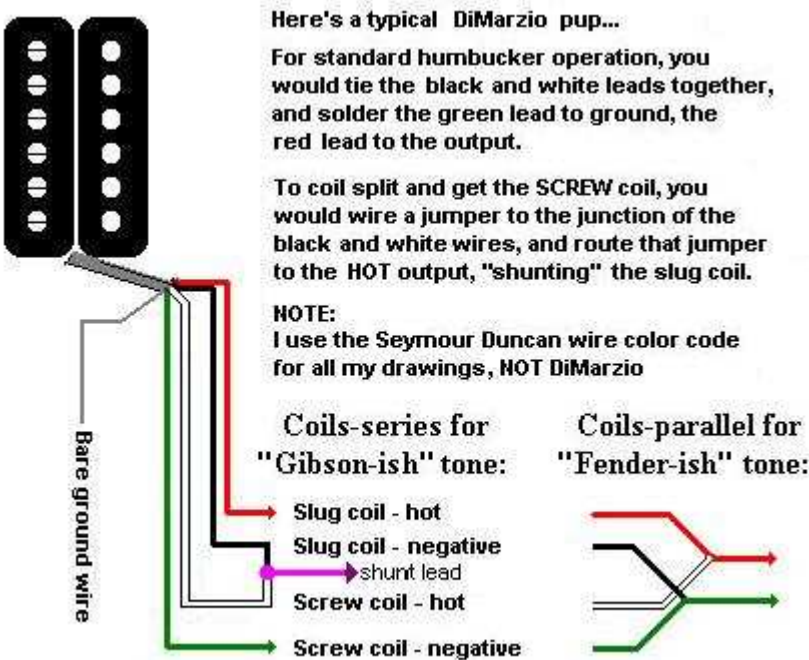 Here's a typical DiMarzio pup...
For standard humbucker operation, you
would tie the black and white leads together,
and solder the green lead to ground, the
red lead to the output.
To coil split and get the SCREW coil, you
would wire a jumper to the junction of the
black and white wires, and route that jumper
to the HOT output, "shunting" the slug coil.
NOTE:
I use the Seymour Duncan wire color code
for all my drawings, NOT DiMarzio
Bare ground wire
Coils-series for
"Gibson-ish" tone:
Slug coil - hot
Slug coil - negative
shunt lead
Screw coil - hot
Screw coil - negative
Coils-parallel for
"Fender-ish" tone: